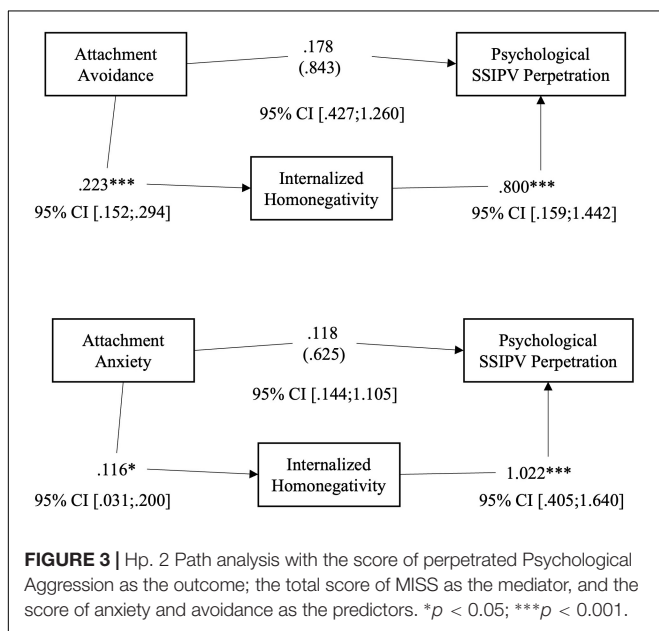 Attachment
Avoidance
.178
(.843)
Psychological
SSIPV Perpetration
95% CI [.427;1.260]
.223***
95% CI [.152;.294]
Internalized
Homonegativity
.800***
95% CI [.159;1.442]
Attachment
Anxiety
.118
(.625)
Psychological
SSIPV Perpetration
95% CI [.144;1.105]
.116*
95% CI [.031;.200]
Internalized
Homonegativity
1.022***
95% CI [.405;1.640]
FIGURE 3 | Hp. 2 Path analysis with the score of perpetrated Psychological
Aggression as the outcome; the total score of MISS as the mediator, and the
score of anxiety and avoidance as the predictors. *p < 0.05; ***p < 0.001.